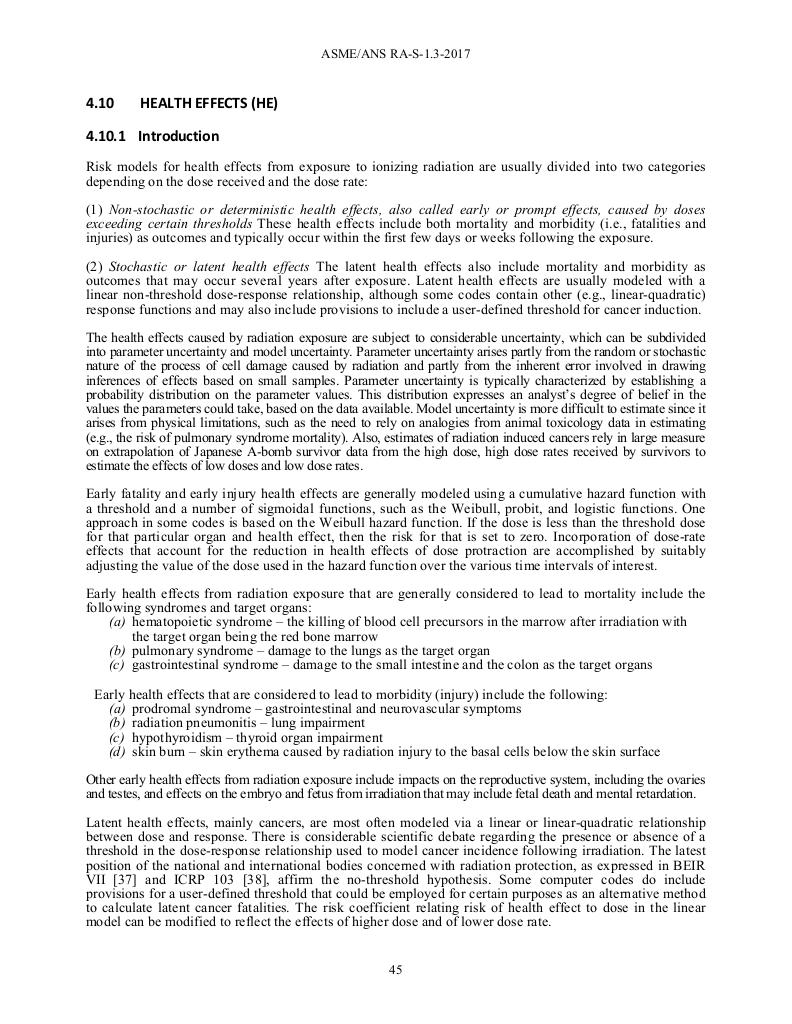 ASME/ANS RA-S-1.3-2017
4.10 HEALTH EFFECTS (HE)
4.10.1 Introduction
Risk models for health effects from exposure to ionizing radiation are usually divided into two categories
depending on the dose received and the dose rate:
(1) Non-stochastic or deterministic health effects, also called early or prompt effects, caused by doses
exceeding certain thresholds These health effects include both mortality and morbidity (i.e., fatalities and
injuries) as outcomes and typically occur within the first few days or weeks following the exposure.
(2) Stochastic or latent health effects The latent health effects also include mortality and morbidity as
outcomes that may occur several years after exposure. Latent health effects are usually modeled with a
linear non-threshold dose-response relationship, although some codes contain other (e.g., linear-quadratic)
response functions and may also include provisions to include a user-defined threshold for cancer induction.
The health effects caused by radiation exposure are subject to considerable uncertainty, which can be subdivided
into parameter uncertainty and model uncertainty. Parameter uncertainty arises partly from the random or stochastic
nature of the process of cell damage caused by radiation and partly from the inherent error involved in drawing
inferences of effects based on small samples. Parameter uncertainty is typically characterized by establishing a
probability distribution on the parameter values. This distribution expresses an analyst's degree of belief in the
values the parameters could take, based on the data available. Model uncertainty is more difficult to estimate since it
arises from physical limitations, such as the need to rely on analogies from animal toxicology data in estimating
(e.g., the risk of pulmonary syndrome mortality). Also, estimates of radiation induced cancers rely in large measure
on extrapolation of Japanese A-bomb survivor data from the high dose, high dose rates received by survivors to
estimate the effects of low doses and low dose rates.
Early fatality and early injury health effects are generally modeled using a cumulative hazard function with
a threshold and a number of sigmoidal functions, such as the Weibull, probit, and logistic functions. One
approach in some codes is based on the Weibull hazard function. If the dose is less than the threshold dose
for that particular organ and health effect, then the risk for that is set to zero. Incorporation of dose-rate
effects that account for the reduction in health effects of dose protraction are accomplished by suitably
adjusting the value of the dose used in the hazard function over the various time intervals of interest.
Early health effects from radiation exposure that are generally considered to lead to mortality include the
following syndromes and target organs:
(a) hematopoietic syndrome – the killing of blood cell precursors in the marrow after irradiation with
the target organ being the red bone marrow
(b) pulmonary syndrome – damage to the lungs as the target organ
(c) gastrointestinal syndrome – damage to the small intestine and the colon as the target organs
Early health effects that are considered to lead to morbidity (injury) include the following:
(a) prodromal syndrome – gastrointestinal and neurovascular symptoms
(b) radiation pneumonitis – lung impairment
(c) hypothyroidism – thyroid organ impairment
(d) skin burn – skin erythema caused by radiation injury to the basal cells below the skin surface
Other early health effects from radiation exposure include impacts on the reproductive system, including the ovaries
and testes, and effects on the embryo and fetus from irradiation that may include fetal death and mental retardation.
Latent health effects, mainly cancers, are most often modeled via a linear or linear-quadratic relationship
between dose and response. There is considerable scientific debate regarding the presence or absence of a
threshold in the dose-response relationship used to model cancer incidence following irradiation. The latest
position of the national and international bodies concerned with radiation protection, as expressed in BEIR
VII [37] and ICRP 103 [38], affirm the no-threshold hypothesis. Some computer codes do include
provisions for a user-defined threshold that could be employed for certain purposes as an alternative method
to calculate latent cancer fatalities. The risk coefficient relating risk of health effect to dose in the linear
model can be modified to reflect the effects of higher dose and of lower dose rate.
45